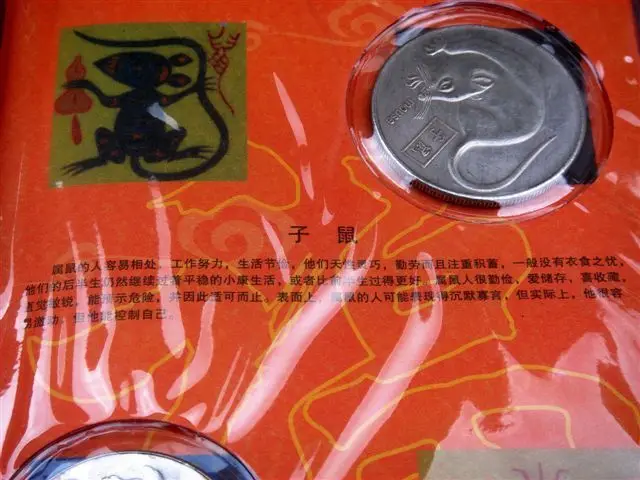 mouse
子鼠
子 鼠
属鼠的人容易相处，工作努力，生活节俭，他们天性灵巧，勤劳而且注重积蓄，一般没有衣食之忧，
他们的后半生仍然继续过着平稳的小康生活，或者比前半生过得更好。属鼠人很勤俭，爱储存，喜收藏，
直觉敏锐，能预示危险，并因此适可而止。表面上，属鼠的人可能表现得沉默寡言，但实际上，他很容
易激动，但他能控制自己。